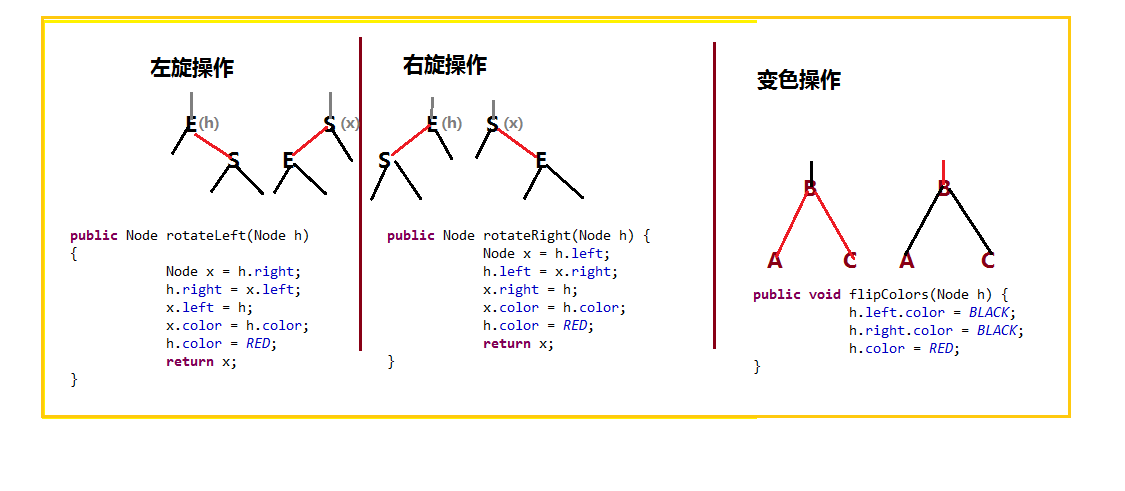 左旋操作
E(h)
S (x)
S
E
public Node rotateLeft(Node h)
{
Node x = h.right;
h.right = x.left;
x.left = h;
x.color = h.color;
h.color = RED;
return x;
}
右旋操作
E (h)
S (x)
S
E
public Node rotateRight(Node h) {
Node x = h.left;
h.left = x.right;
x.right = h;
x.color = h.color;
h.color = RED;
return x;
}
变色操作
B
B
A
C
A
C
public void flipColors(Node h) {
h.left.color = BLACK;
h.right.color = BLACK;
h.color = RED;
}